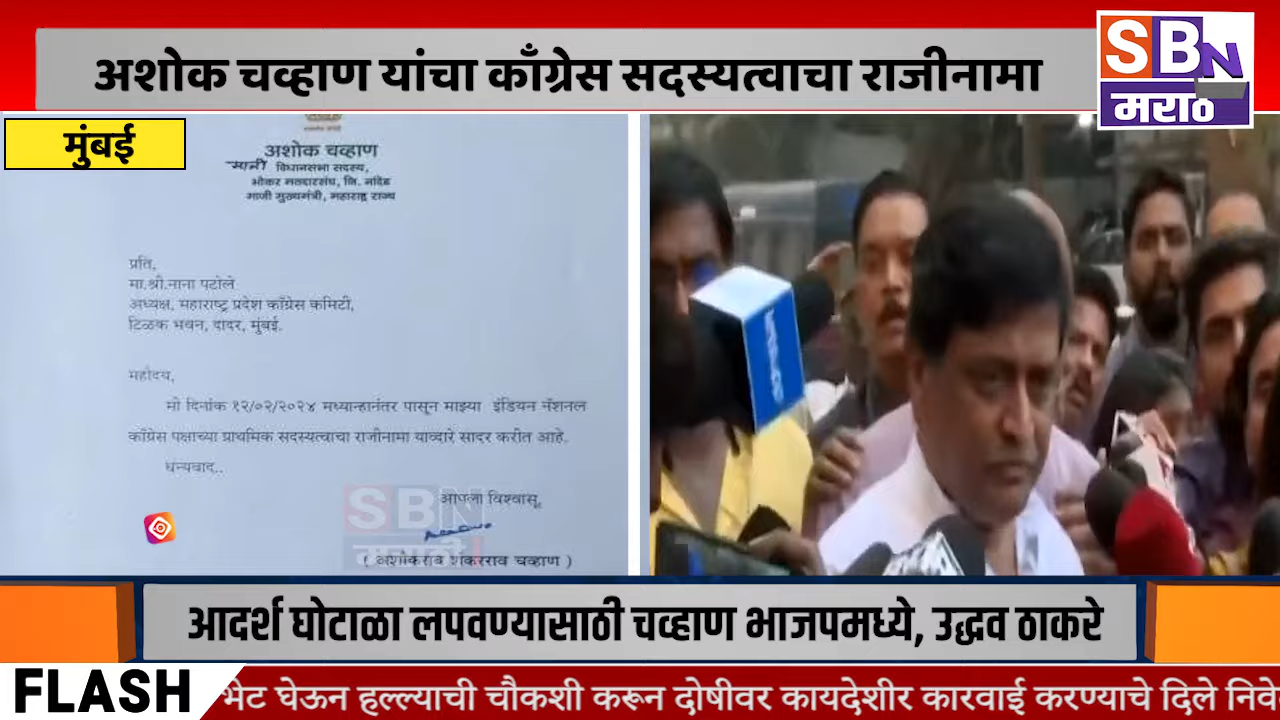 अशोक चव्हाण यांचा काँग्रेस सदस्यत्वाचा राजीनामा
SBN
मराठ
मुंबई
अशोक चव्हाण
माजी विधानसभा सदस्य,
भोकर मतदारसंघ, जि. नांदेड
माजी मुख्यमंत्री, महाराष्ट्र राज्य
प्रति,
मा.श्री.नाना पटोले
अध्यक्ष, महाराष्ट्र प्रदेश काँग्रेस कमिटी,
टिळक भवन, दादर, मुंबई.
महोदय,
मी दिनांक १२/०२/२०२४ मध्यान्हानंतर पासून माझ्या इंडियन नॅशनल
काँग्रेस पक्षाच्या प्राथमिक सदस्यत्वाचा राजीनामा याव्दारे सादर करीत आहे.
धन्यवाद..
आपला विश्वासू,
SBN
मराठी
( अशोकराव शंकरराव चव्हाण )
आदर्श घोटाळा लपवण्यासाठी चव्हाण भाजपमध्ये, उद्धव ठाकरे
FLASH
भेट घेऊन हल्ल्याची चौकशी करून दोषीवर कायदेशीर कारवाई करण्याचे दिले निवे